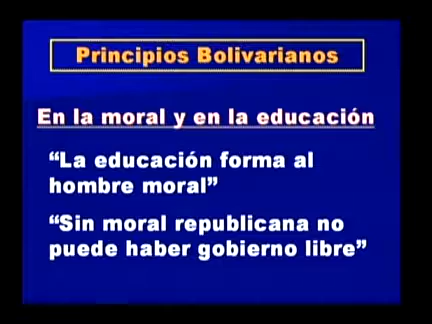 Principios Bolivarianos
En la moral y en la educación
“La educación forma al
hombre moral”
“Sin moral republicana no
puede haber gobierno libre”